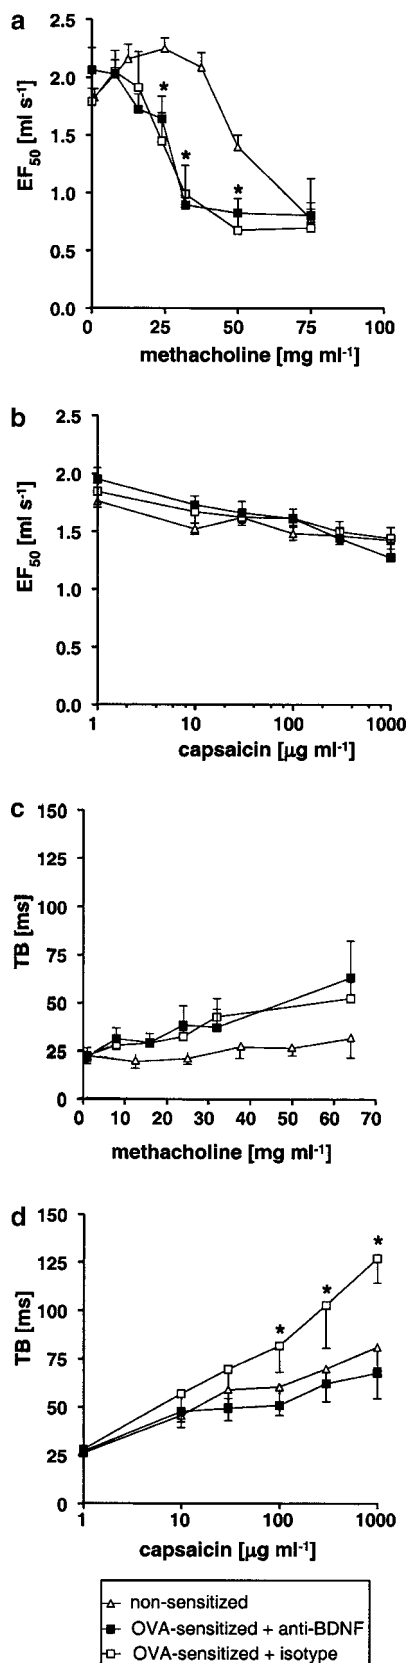 a
2.5
2.0
1.5
1.0
0.5
0.0
EF50 [ml s-1]
*
*
*
0 25 50 75 100
methacholine [mg ml-1]
b
2.5
2.0
1.5
1.0
0.5
0.0
EF50 [ml s-1]
1 10 100 1000
capsaicin [μg ml-1]
c
150
125
100
75
50
25
0
TB [ms]
0 10 20 30 40 50 60 70
methacholine [mg ml-1]
d
150
125
100
75
50
25
0
TB [ms]
*
*
*
1 10 100 1000
capsaicin [μg ml-1]
non-sensitized
OVA-sensitized + anti-BDNF
OVA-sensitized + isotype